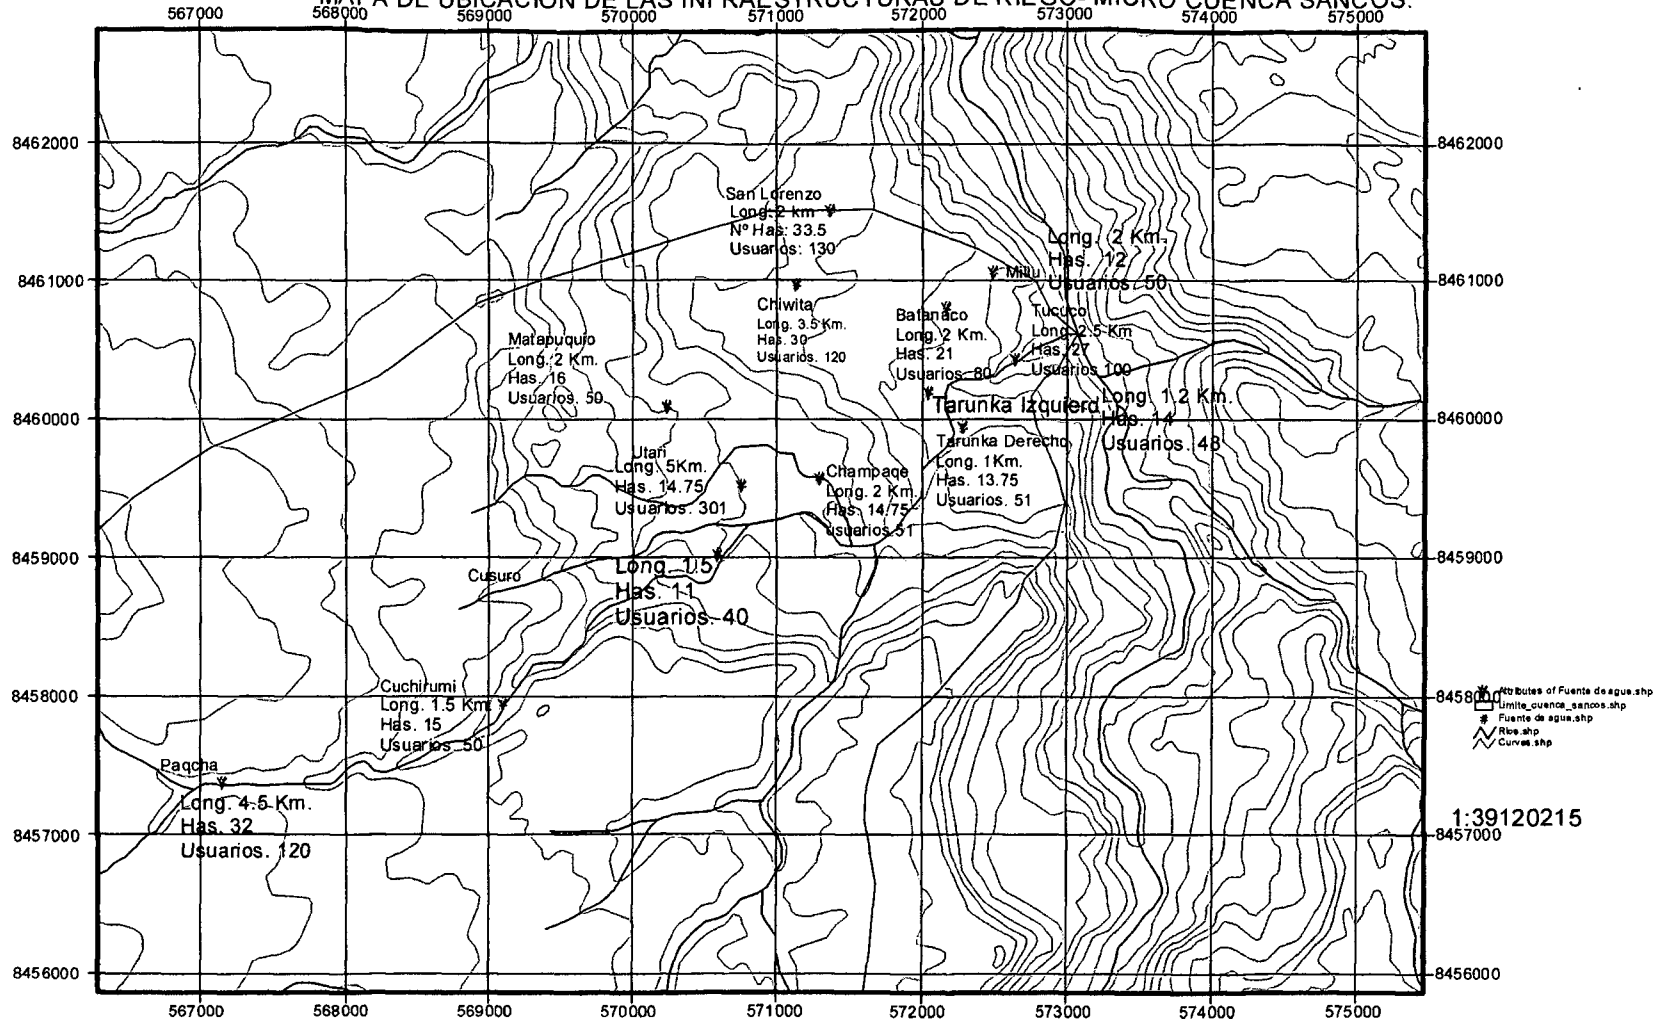 MAPA DE UBICACION DE LAS INFRAESTRUCTURAS DE RIEGO- MICRO CUENCA SANCOS.
567000 568000 569000 570000 571000 572000 573000 574000 575000
8462000 8462000
San Lorenzo
Long. 2 km
Nº Has: 33.5
Usuarios: 130
Long. 2 Km.
Has. 12
Usuarios. 50
Millu
8461000 8461000
Chiwita
Long. 3.5 Km.
Has. 30
Usuarios. 120
Batanaco
Long. 2 Km.
Has. 21
Usuarios. 80
Tucuco
Long. 2.5 Km
Has. 27
Usuarios 100
Matapuquio
Long. 2 Km.
Has. 16
Usuarios. 50
8460000 8460000
Tarunka Izquierd
Long. 1.2 Km.
Has. 14
Usuarios. 48
Tarunka Derecho
Long. 1Km.
Has. 13.75
Usuarios. 51
Utari
Long. 5Km.
Has. 14.75
Usuarios. 301
Champaqe
Long. 2 Km
Has. 14.75
usuarios.51
8459000 8459000
Cusuro
Long. 1.5
Has. 11
Usuarios. 40
Cuchirumi
Long. 1.5 Km
Has. 15
Usuarios. 50
8458000 8458000
Attributes of Fuente de agua.shp
Limite_cuenca_sancos.shp
Fuente de agua.shp
Rios.shp
Curvas.shp
Paqcha
Long. 4.5 Km.
Has. 32
Usuarios. 120
1:39120215
8457000 8457000
8456000 8456000
567000 568000 569000 570000 571000 572000 573000 574000 575000